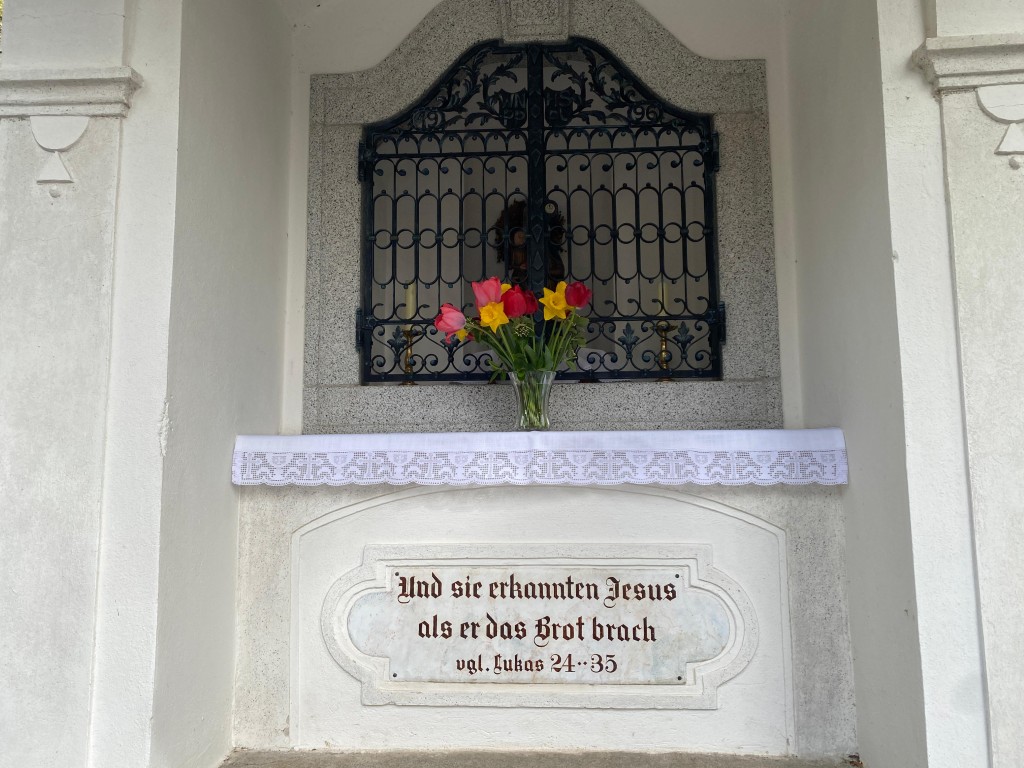 Und sie erkannten Jesus
als er das Brot brach
vgl. Lukas 24··35